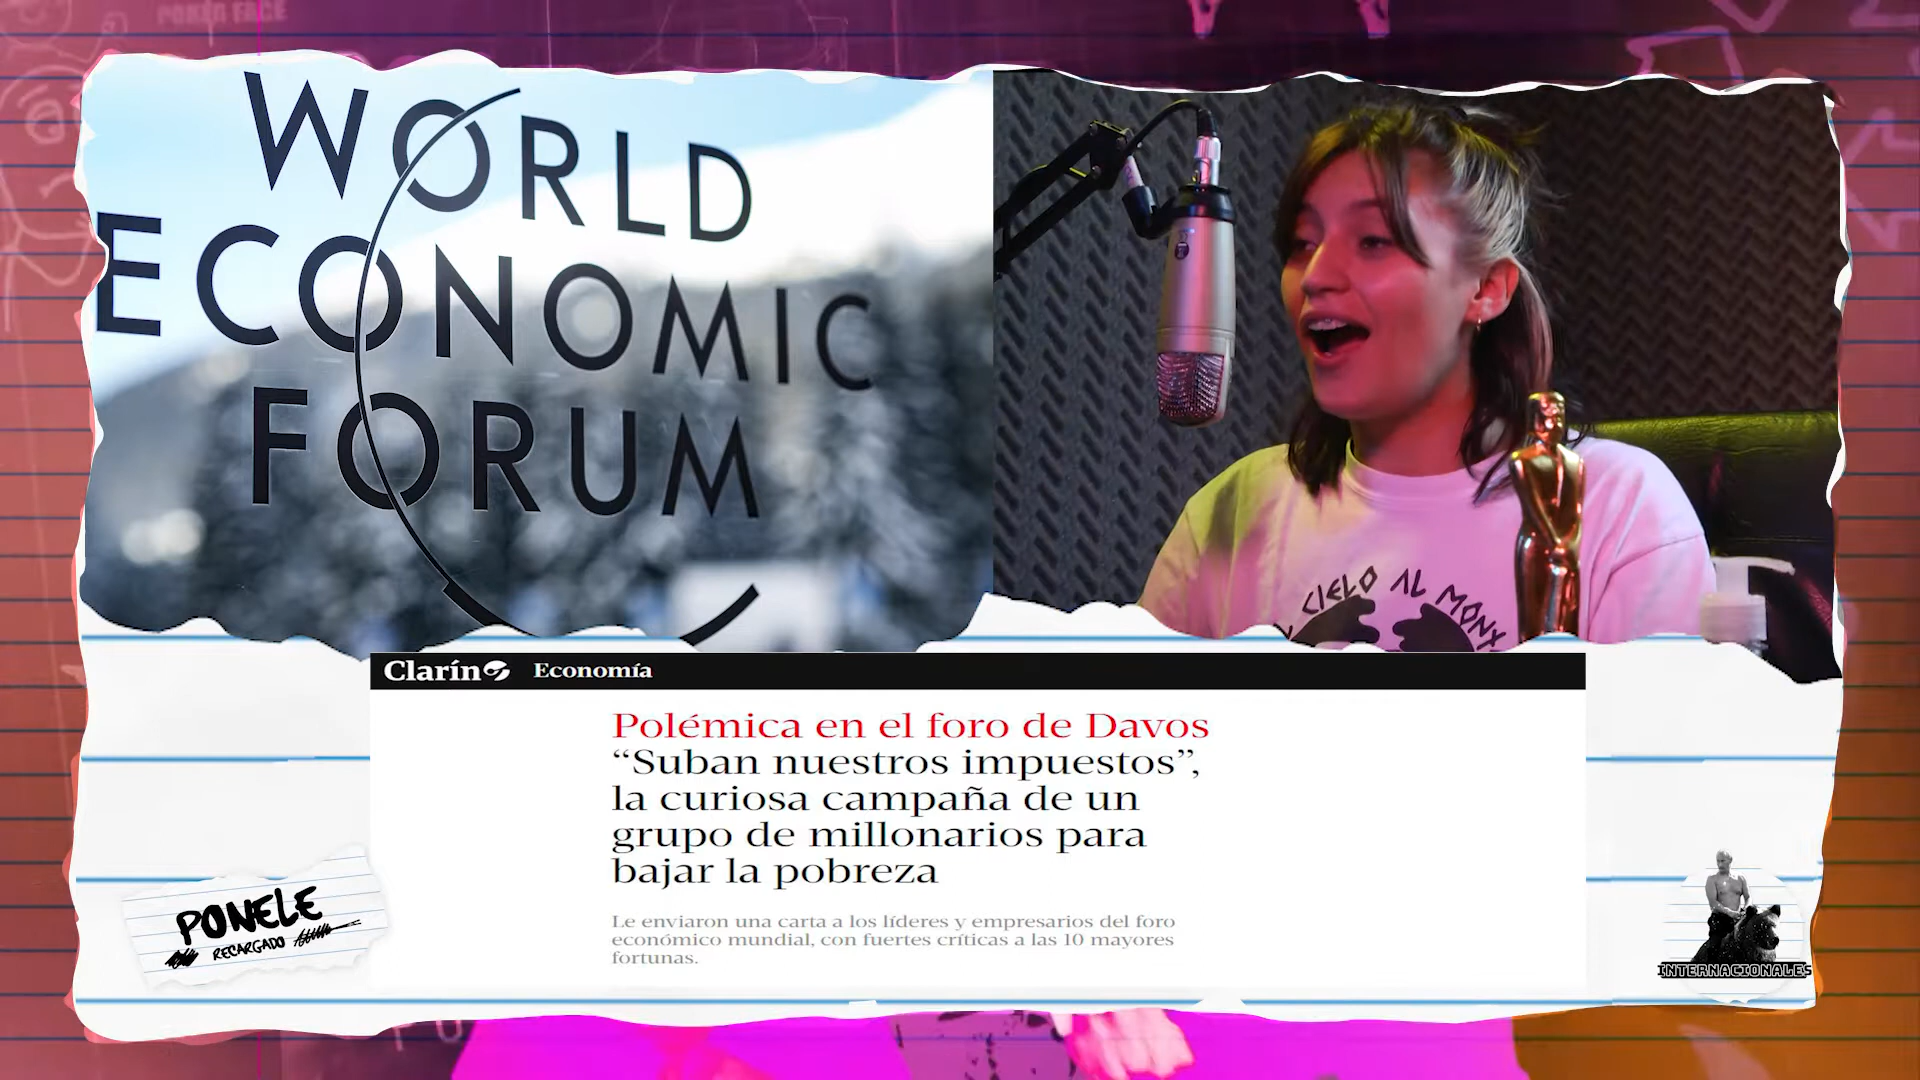 POKER FACE
WORLD
ECONOMIC
FORUM
CIELO AL MONX
Clarín Economía
Polémica en el foro de Davos
“Suban nuestros impuestos”,
la curiosa campaña de un
grupo de millonarios para
bajar la pobreza
Le enviaron una carta a los líderes y empresarios del foro
económico mundial, con fuertes críticas a las 10 mayores
fortunas.
PONELE
RECARGADO
INTERNACIONALES